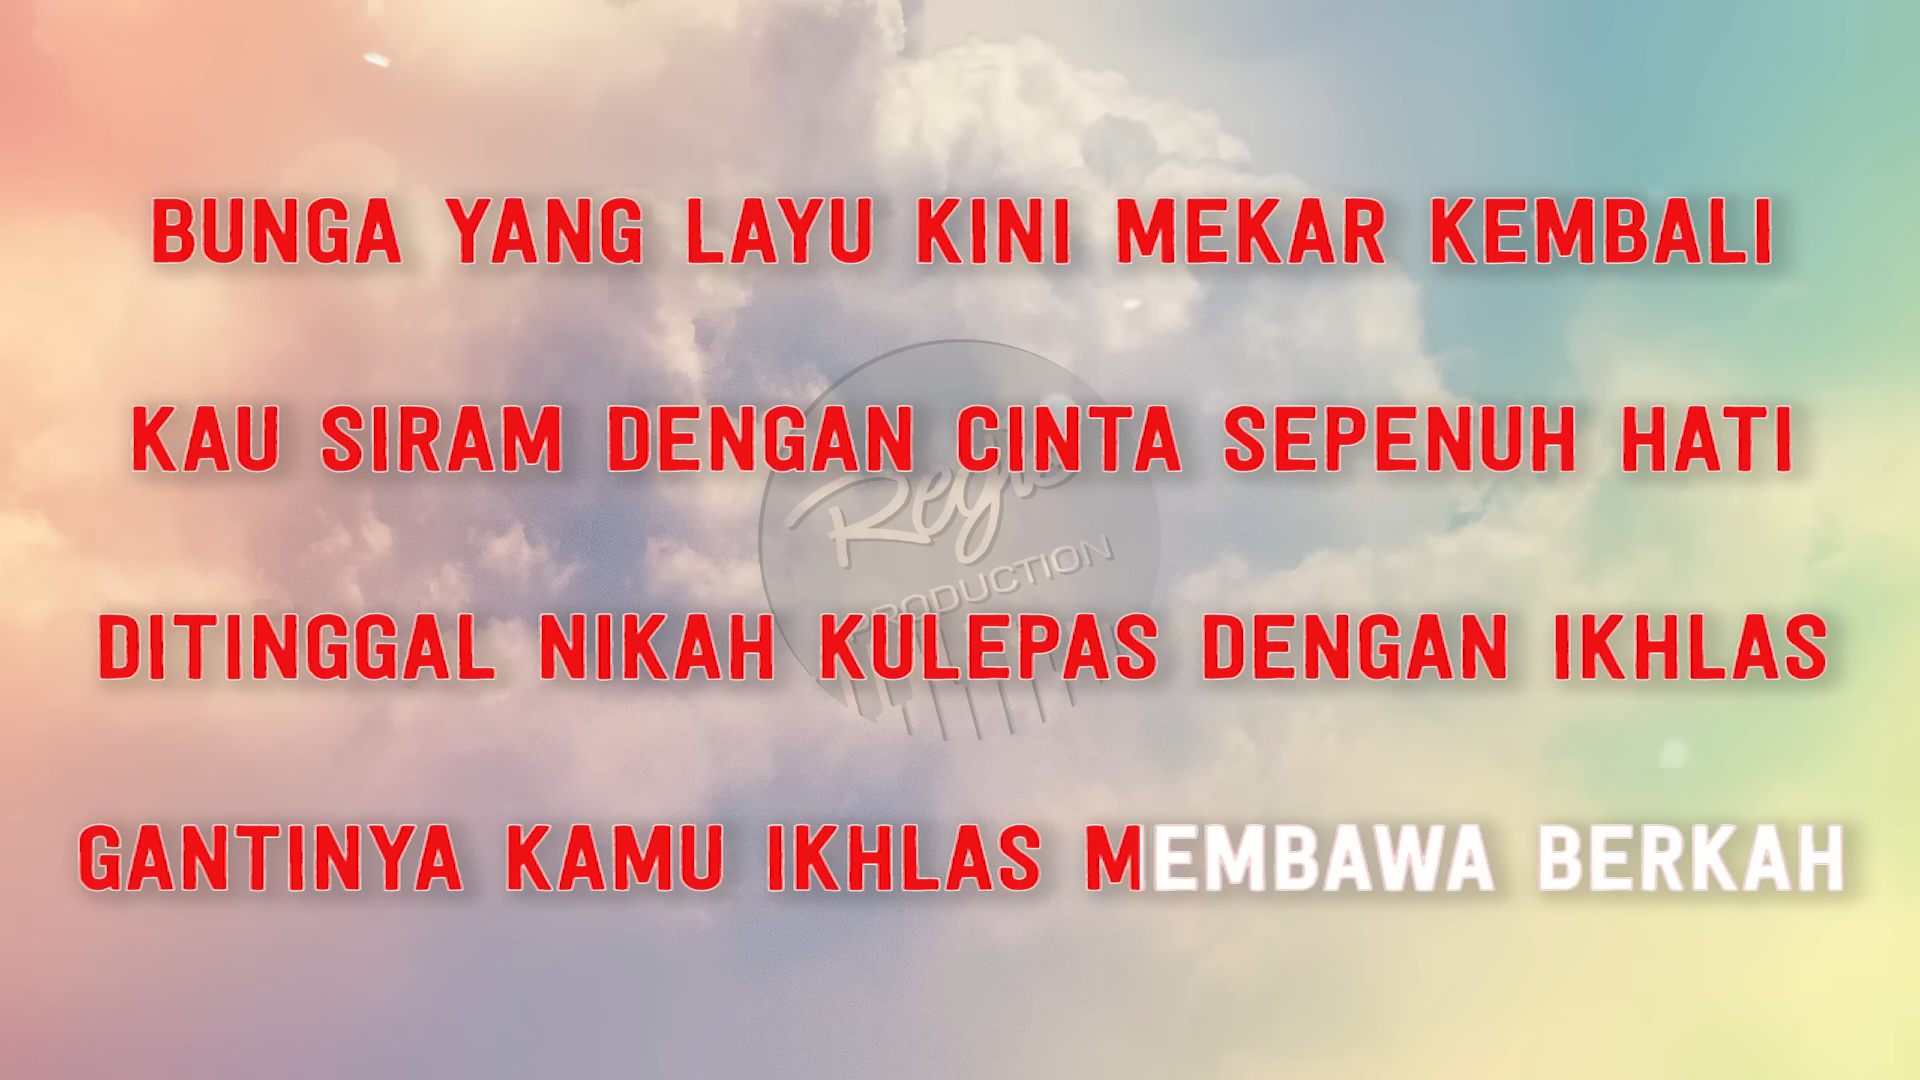 BUNGA YANG LAYU KINI MEKAR KEMBALI
KAU SIRAM DENGAN CINTA SEPENUH HATI
DITINGGAL NIKAH KULEPAS DENGAN IKHLAS
GANTINYA KAMU IKHLAS MEMBAWA BERKAH
PRODUCTION